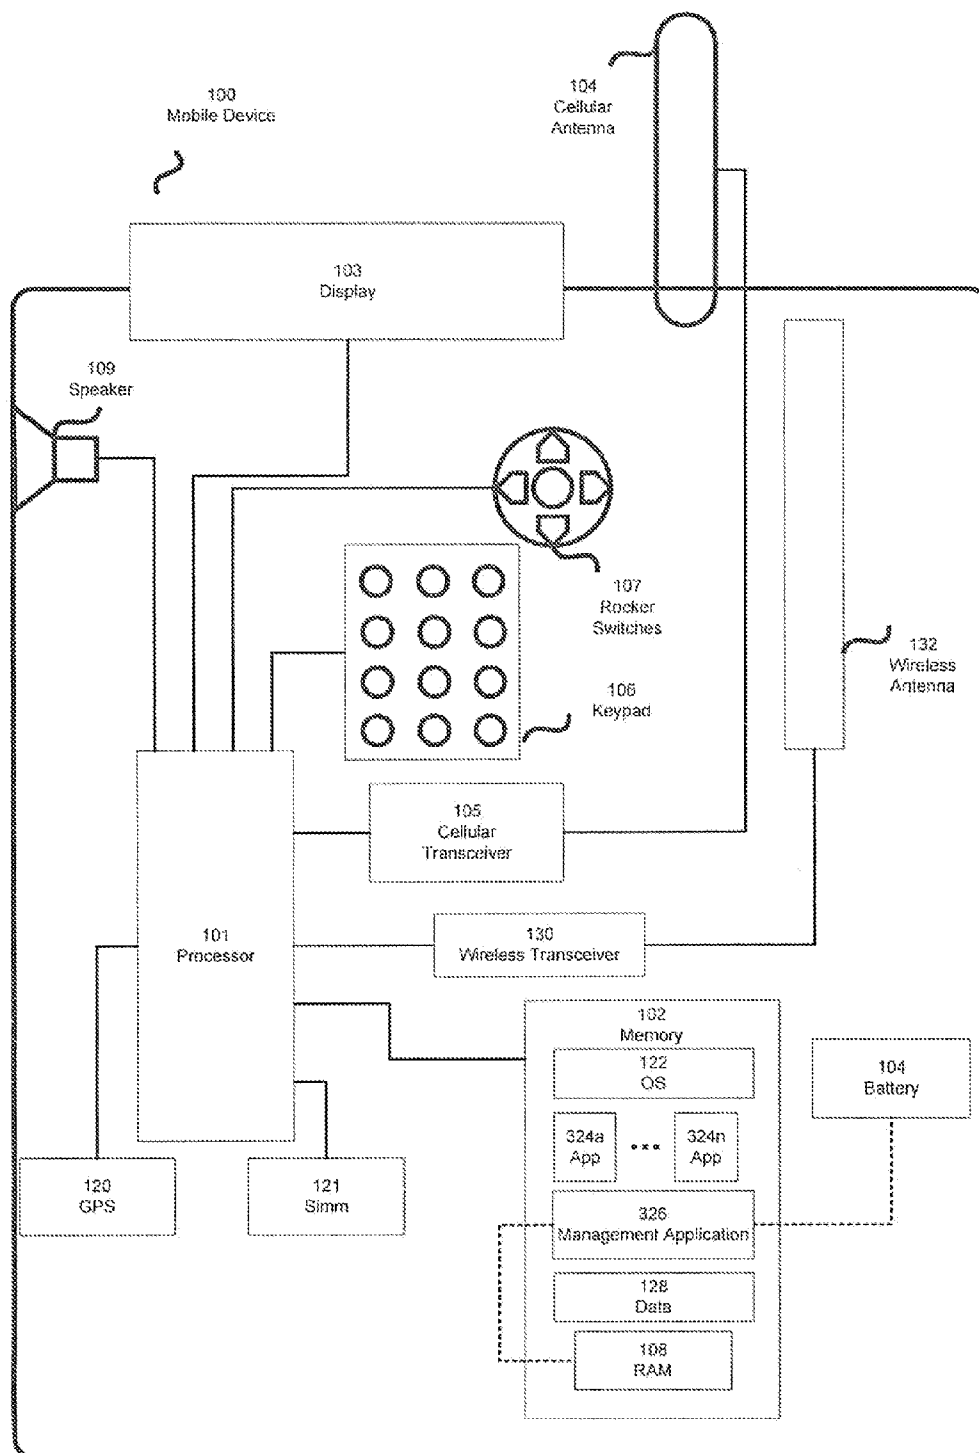 100
Mobile Device
104
Cellular
Antenna
103
Display
109
Speaker
107
Rocker
Switches
132
Wireless
Antenna
106
Keypad
105
Cellular
Transceiver
101
Processor
130
Wireless Transceiver
102
Memory
122
OS
104
Battery
324a
App
324n
App
120
GPS
121
Simm
326
Management Application
128
Data
108
RAM